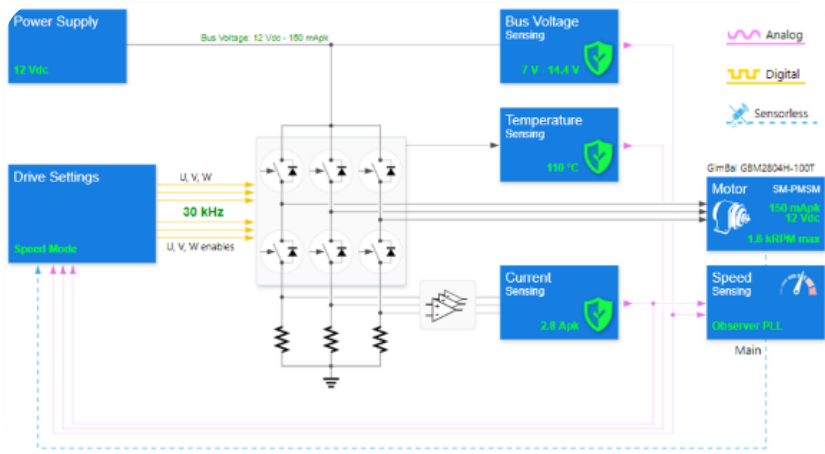 Power Supply
12 Vdc
Bus Voltage: 12 Vdc - 150 mApk
Bus Voltage
Sensing
7 V - 14.4 V
Analog
Digital
Sensorless
Temperature
Sensing
110 °C
Drive Settings
Speed Mode
U, V, W
30 kHz
U, V, W enables
GimBal GBM2804H-100T
Motor
SM-PMSM
150 mApk
12 Vdc
1.6 kRPM max
Current
Sensing
2.8 Apk
Speed
Sensing
Observer PLL
Main